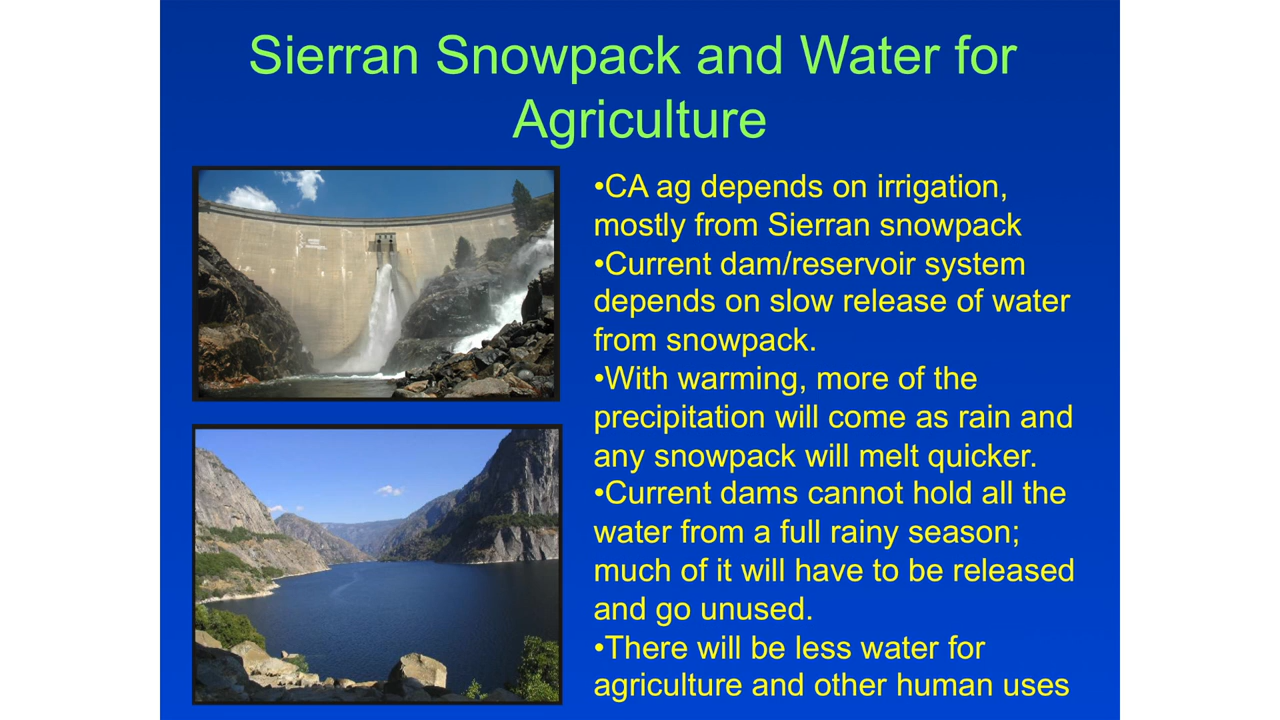 Sierran Snowpack and Water for
Agriculture
•CA ag depends on irrigation,
mostly from Sierran snowpack
•Current dam/reservoir system
depends on slow release of water
from snowpack.
•With warming, more of the
precipitation will come as rain and
any snowpack will melt quicker.
•Current dams cannot hold all the
water from a full rainy season;
much of it will have to be released
and go unused.
•There will be less water for
agriculture and other human uses